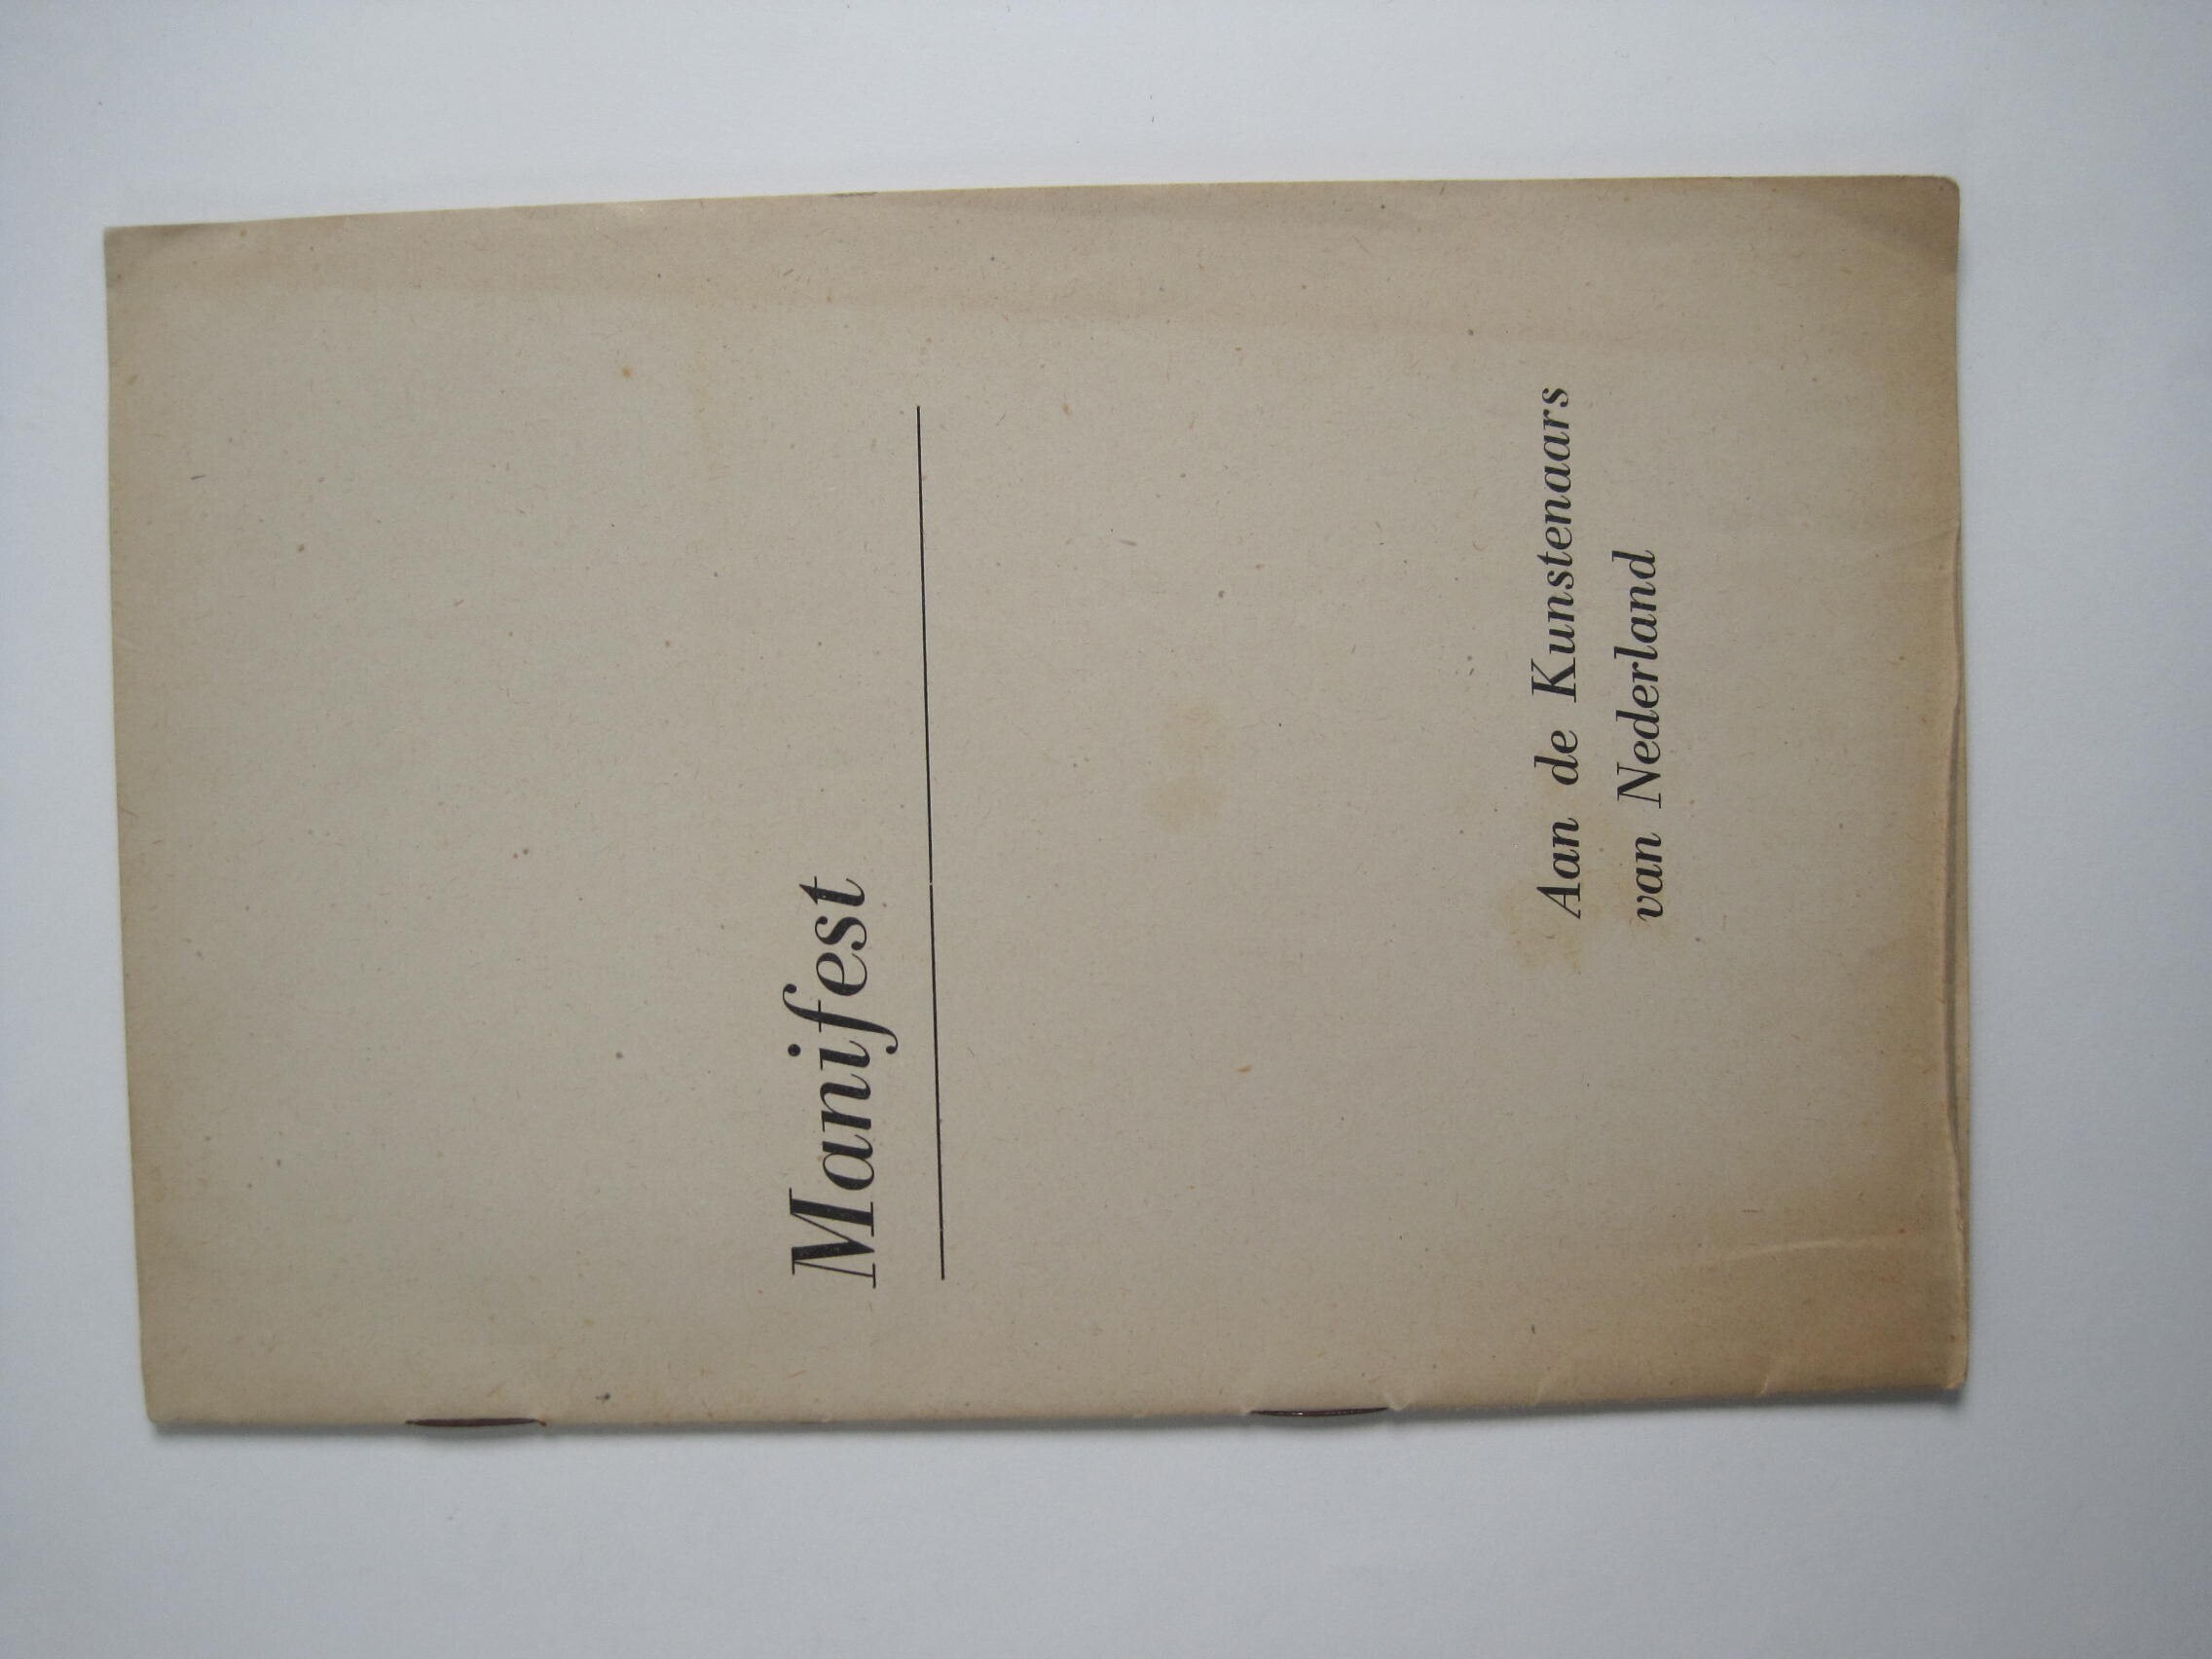 Manifest
Aan de Kunstenaars
van Nederland